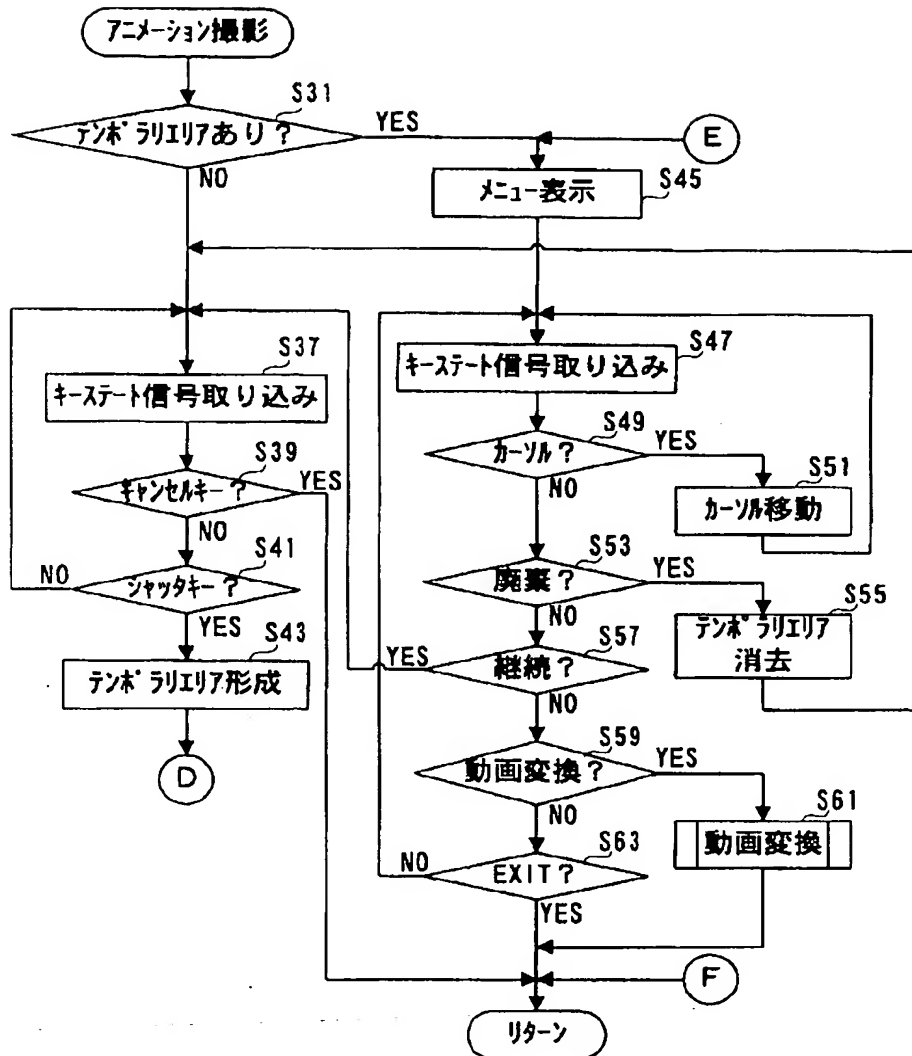 アニメーション撮影
S31
テンポラリエリアあり？
YES
NO
E
メニュー表示
S45
S37
キーステート信号取り込み
S47
キーステート信号取り込み
S39
キャンセルキー？
YES
NO
S49
カーソル？
YES
NO
S51
カーソル移動
S41
シャッタキー？
NO
YES
S53
廃棄？
YES
NO
S55
テンポラリエリア
消去
S43
テンポラリエリア形成
S57
継続？
YES
NO
D
S59
動画変換？
YES
NO
S61
動画変換
S63
EXIT？
NO
YES
F
リターン